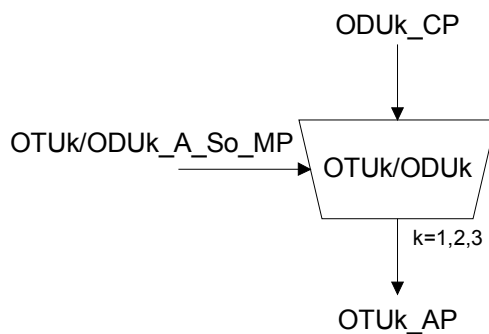 ODUk_CP
OTUk/ODUk_A_So_MP
OTUk/ODUk
k=1,2,3
OTUk_AP